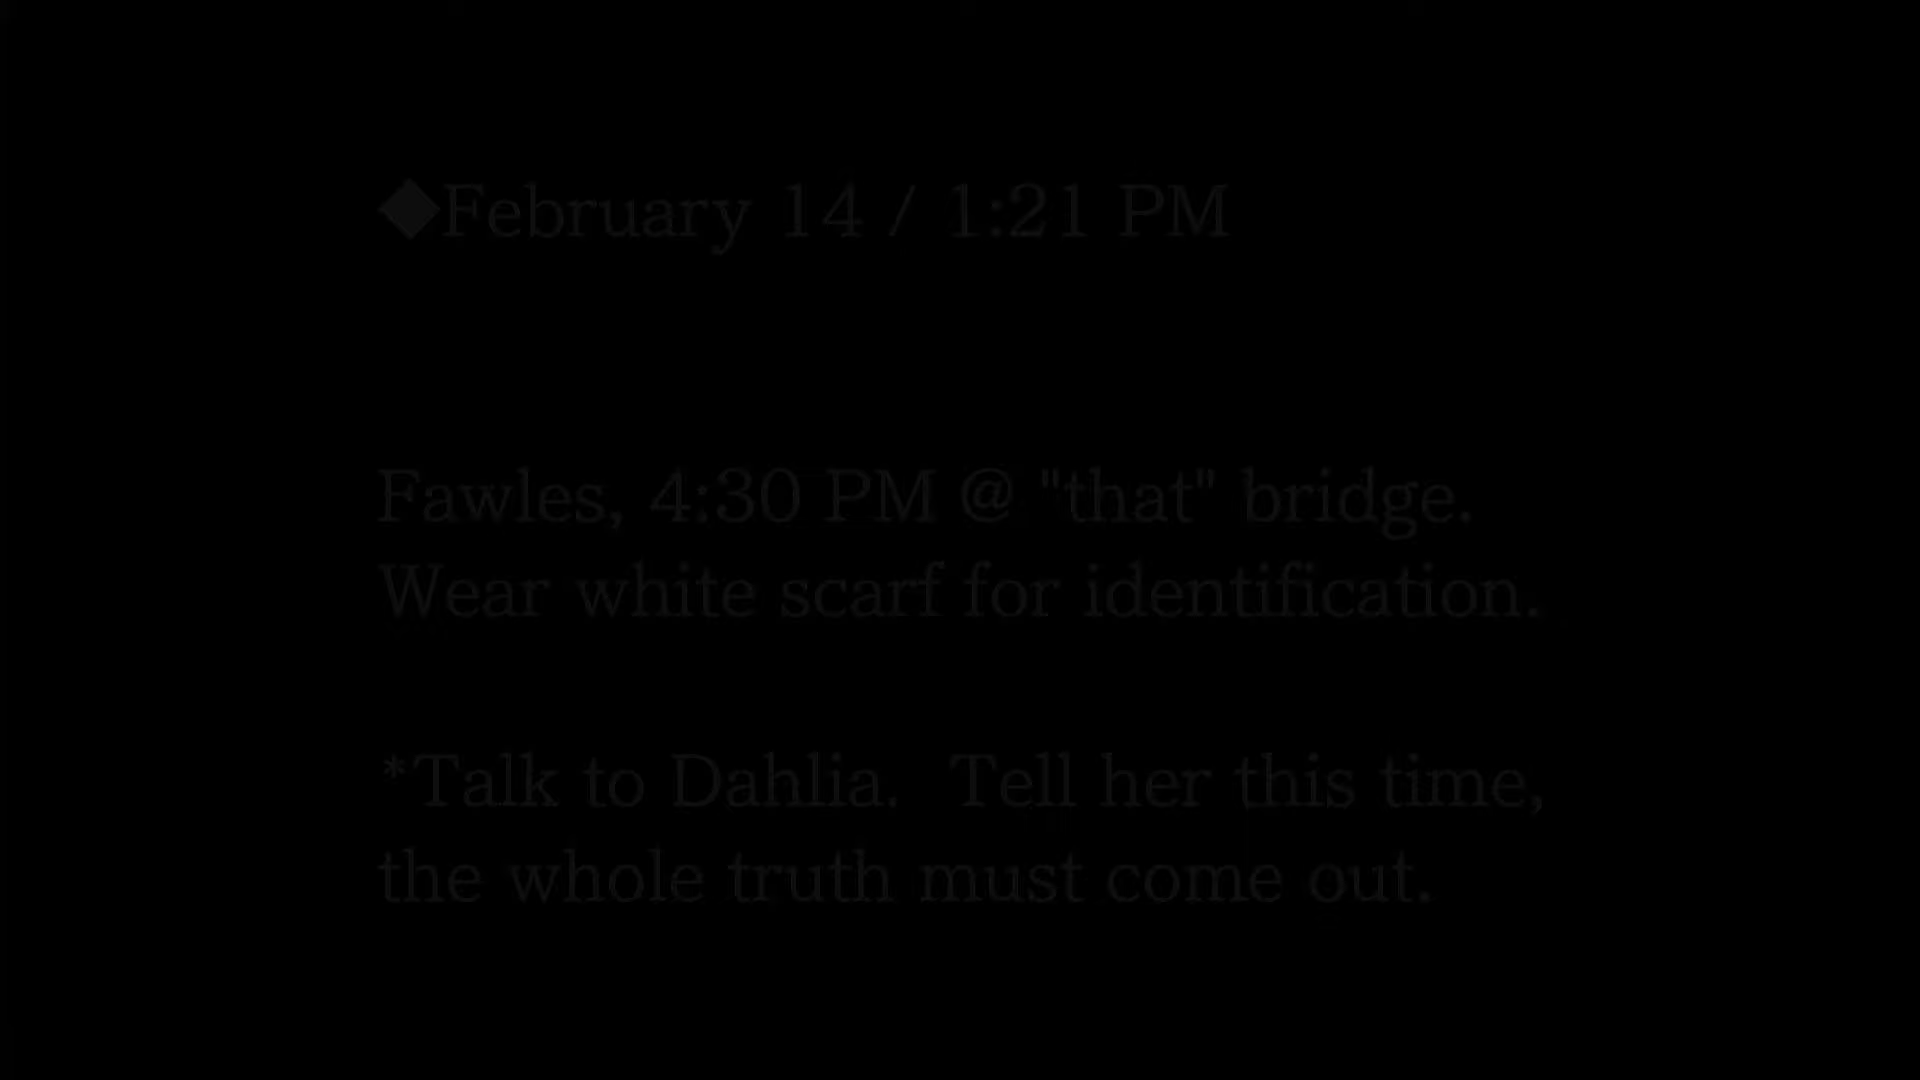 ◆February 14 / 1:21 PM
Fawles, 4:30 PM @ "that" bridge.
Wear white scarf for identification.
*Talk to Dahlia.  Tell her this time,
the whole truth must come out.